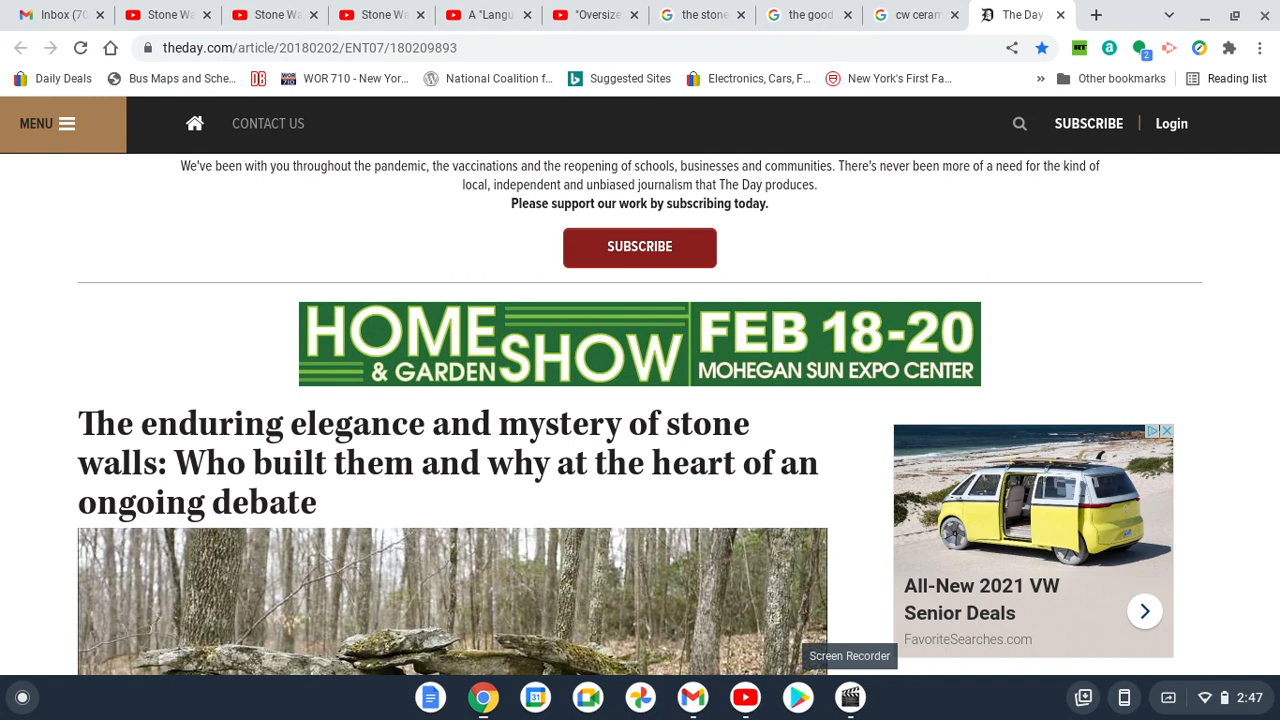 Inbox (70
Stone Wa
Stone Wa
Stone Wa
A "Langu
"Oversize
the stone
the good
cw ceram
The Day
theday.com/article/20180202/ENT07/180209893
RT
a
2
Daily Deals
Bus Maps and Sche...
DB
WOR 710 - New Yor...
National Coalition f...
Suggested Sites
Electronics, Cars, F...
New York's First Fa...
»
Other bookmarks
Reading list
MENU
CONTACT US
SUBSCRIBE | Login
We've been with you throughout the pandemic, the vaccinations and the reopening of schools, businesses and communities. There's never been more of a need for the kind of
local, independent and unbiased journalism that The Day produces.
Please support our work by subscribing today.
SUBSCRIBE
HOME & GARDEN SHOW
FEB 18-20
MOHEGAN SUN EXPO CENTER
The enduring elegance and mystery of stone
walls: Who built them and why at the heart of an
ongoing debate
All-New 2021 VW
Senior Deals
FavoriteSearches.com
Screen Recorder
31
2:47